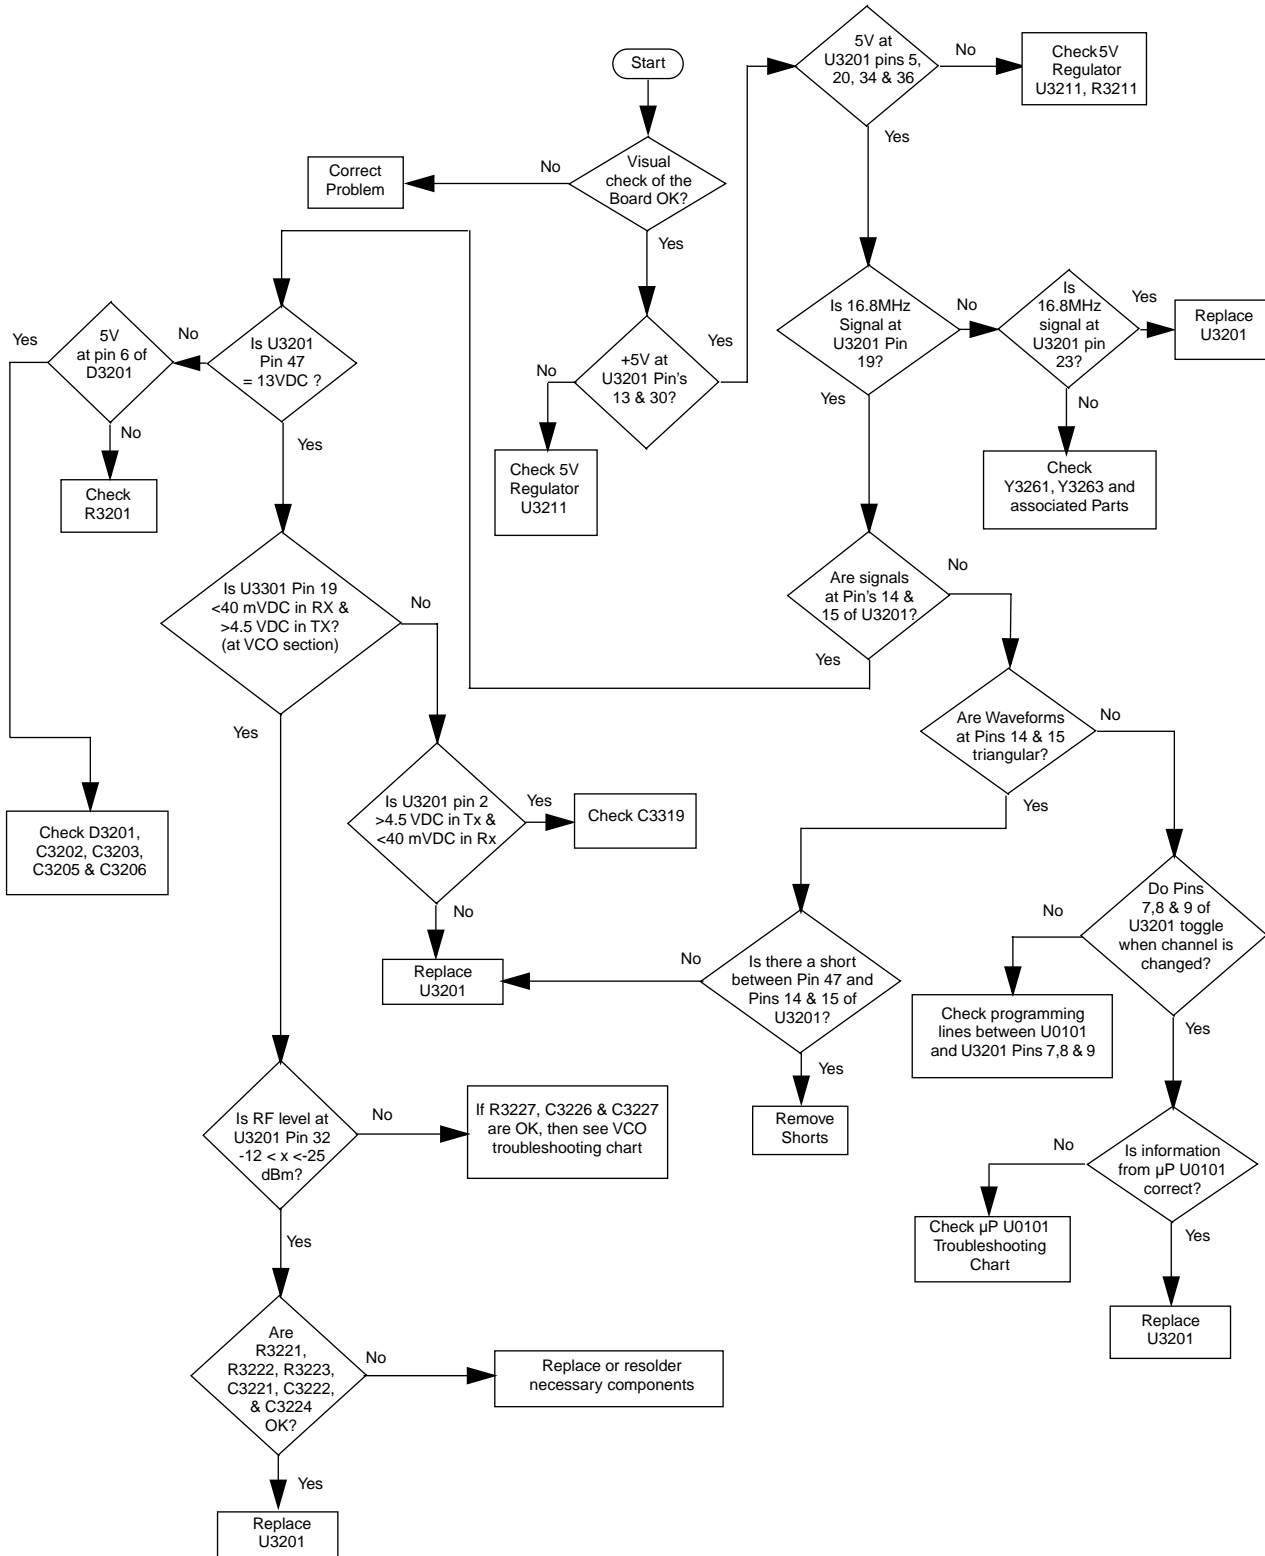 Start
Visual
check of the
Board OK?
No
Correct
Problem
Yes
+5V at
U3201 Pin's
13 & 30?
No
Check 5V
Regulator
U3211
Yes
5V at
U3201 pins 5,
20, 34 & 36
No
Check 5V
Regulator
U3211, R3211
Yes
Is 16.8MHz
Signal at
U3201 Pin
19?
No
Is
16.8MHz
signal at
U3201 pin
23?
Yes
Replace
U3201
No
Check
Y3261, Y3263 and
associated Parts
Yes
Are signals
at Pin's 14 &
15 of U3201?
No
Yes
Is U3201
Pin 47
= 13VDC ?
No
5V
at pin 6 of
D3201
Yes
No
Check
R3201
Check D3201,
C3202, C3203,
C3205 & C3206
Yes
Is U3301 Pin 19
<40 mVDC in RX &
>4.5 VDC in TX?
(at VCO section)
No
Yes
Is U3201 pin 2
>4.5 VDC in Tx &
<40 mVDC in Rx
Yes
Check C3319
No
Replace
U3201
Are Waveforms
at Pins 14 & 15
triangular?
No
Yes
Is there a short
between Pin 47 and
Pins 14 & 15 of
U3201?
No
Yes
Remove
Shorts
Do Pins
7,8 & 9 of
U3201 toggle
when channel is
changed?
No
Check programming
lines between U0101
and U3201 Pins 7,8 & 9
Yes
Is information
from µP U0101
correct?
No
Check µP U0101
Troubleshooting
Chart
Yes
Replace
U3201
Is RF level at
U3201 Pin 32
-12 < x <-25
dBm?
No
If R3227, C3226 & C3227
are OK, then see VCO
troubleshooting chart
Yes
Are
R3221,
R3222, R3223,
C3221, C3222,
& C3224
OK?
No
Replace or resolder
necessary components
Yes
Replace
U3201